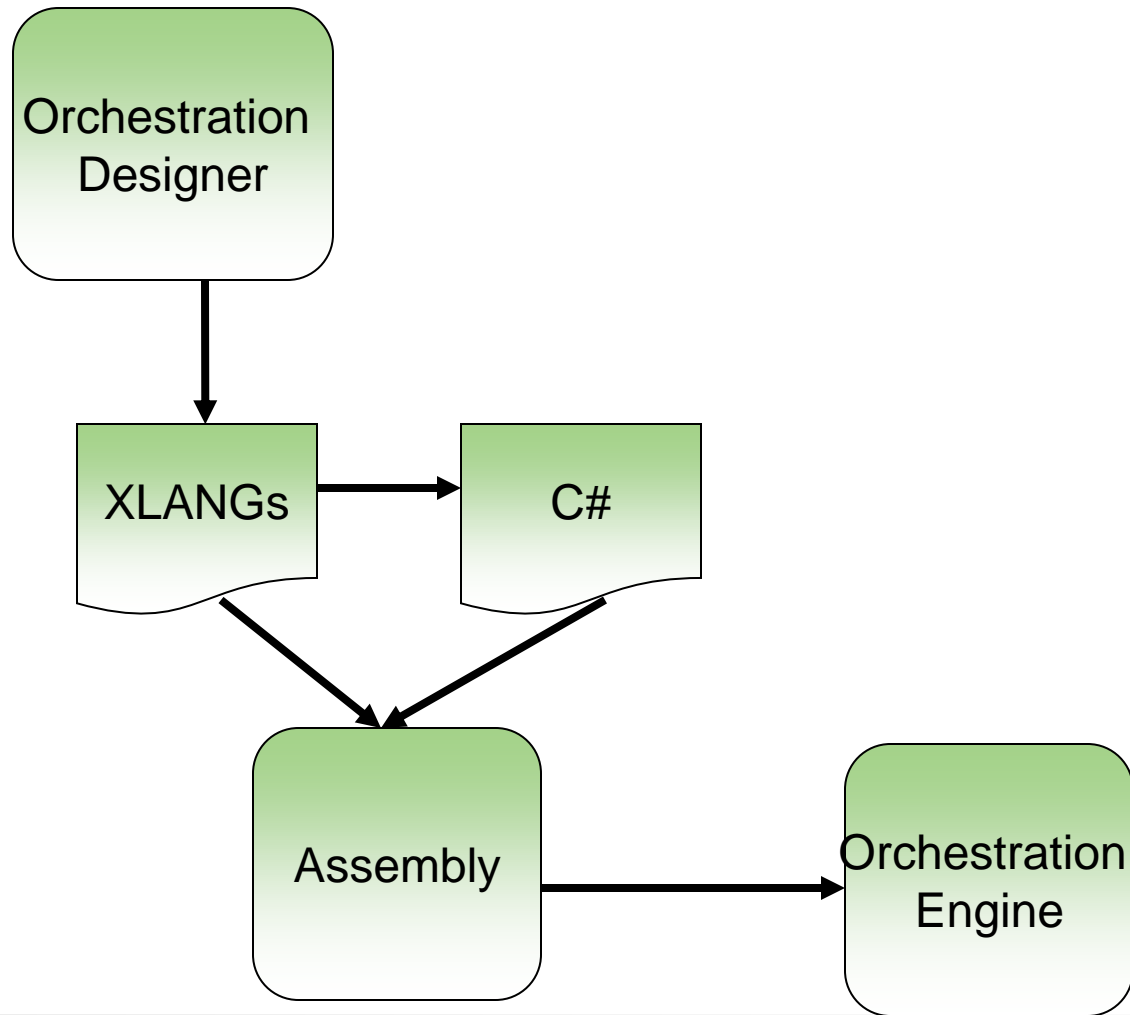 Orchestration
Designer
XLANGs
C#
Assembly
Orchestration
Engine